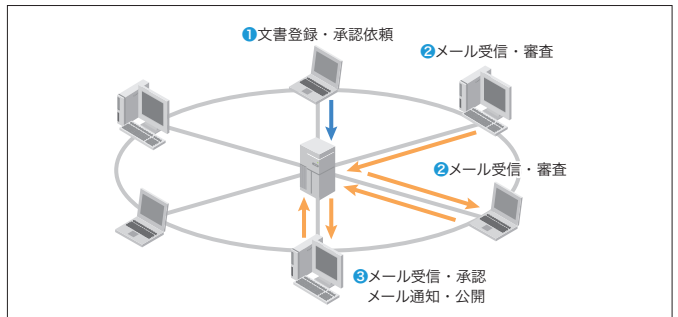 ❶文書登録・承認依頼
❷メール受信・審査
❷メール受信・審査
❸メール受信・承認
メール通知・公開